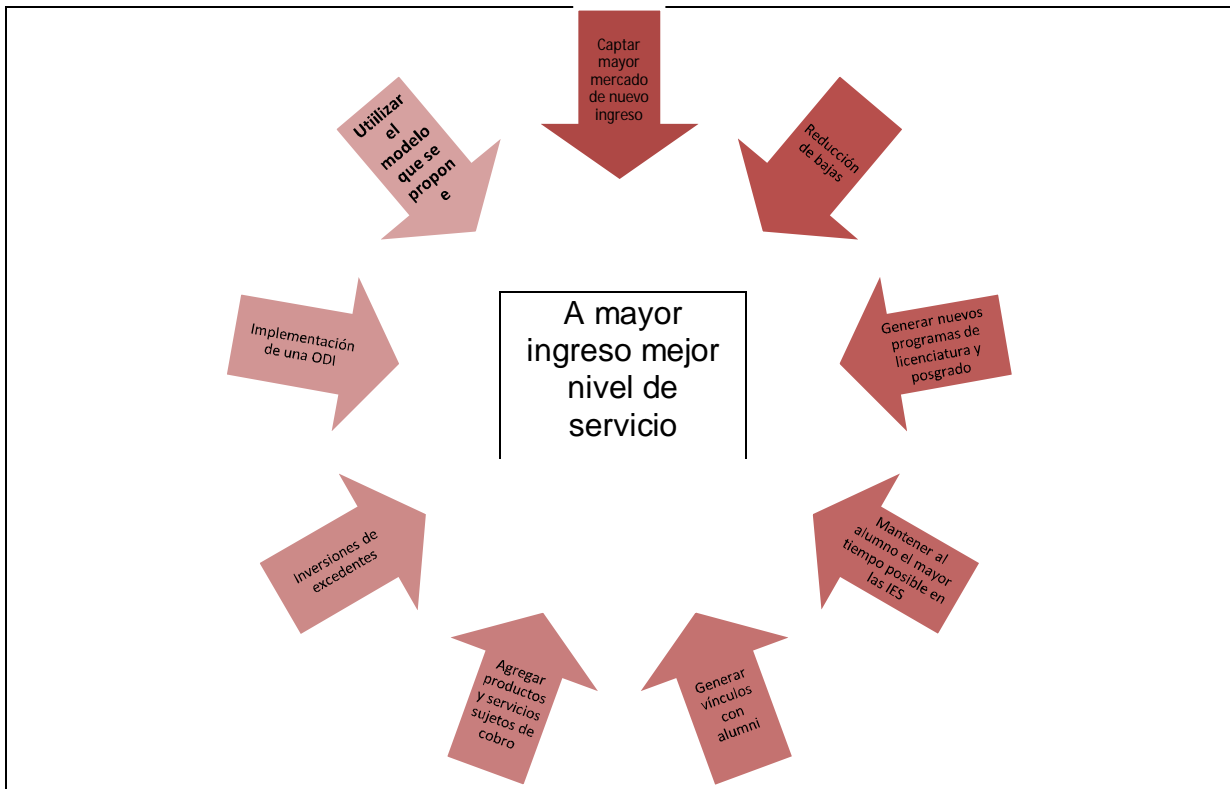 Captar
mayor
mercado
de nuevo
ingreso
Reducción
de bajas
Generar nuevos
programas de
licenciatura y
posgrado
Mantener al
alumno el mayor
tiempo posible en
las IES
Generar
vínculos
con
alumni
Agregar
productos
y servicios
sujetos de
cobro
Inversiones de
excedentes
Implementación
de una ODI
Utiilizar
el
modelo
que se
propon
e
A mayor
ingreso mejor
nivel de
servicio